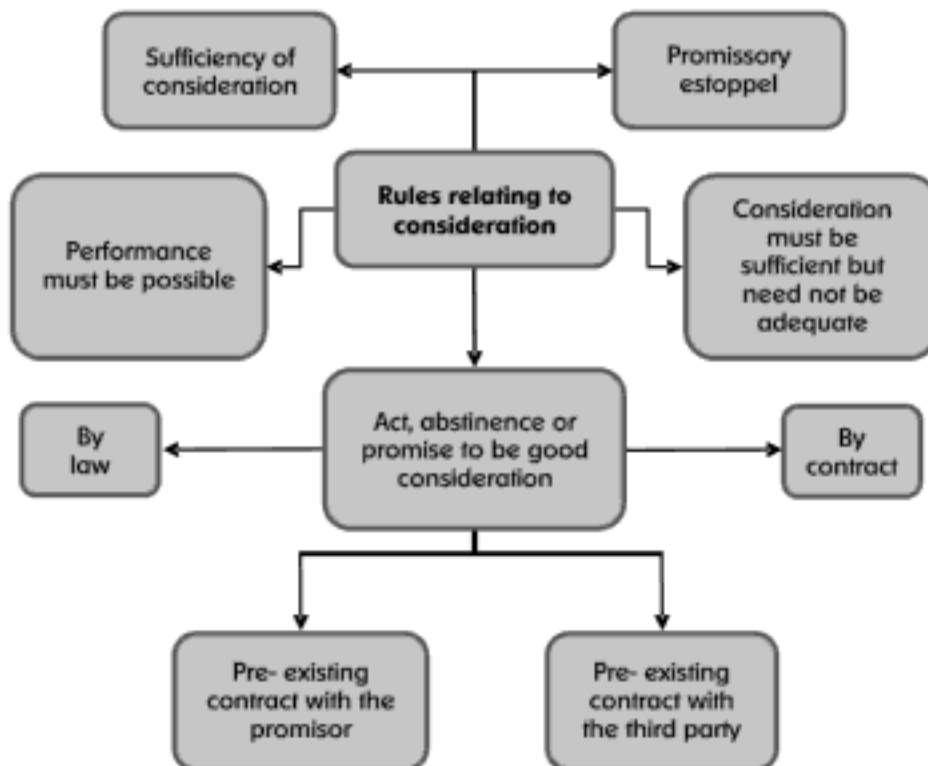 Sufficiency of
consideration
Promissory
estoppel
Rules relating to
consideration
Performance
must be possible
Consideration
must be
sufficient but
need not be
adequate
By
law
Act, abstinence or
promise to be good
consideration
By
contract
Pre- existing
contract with the
promisor
Pre- existing
contract with
the third party